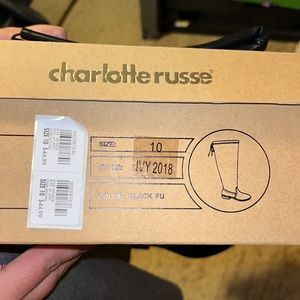 charlotte russe
SIZE: 10
STYLE: IVY 2018
COLOR: BLACK PU
SIZE 10 $44.99
SIZE 10 $44.99